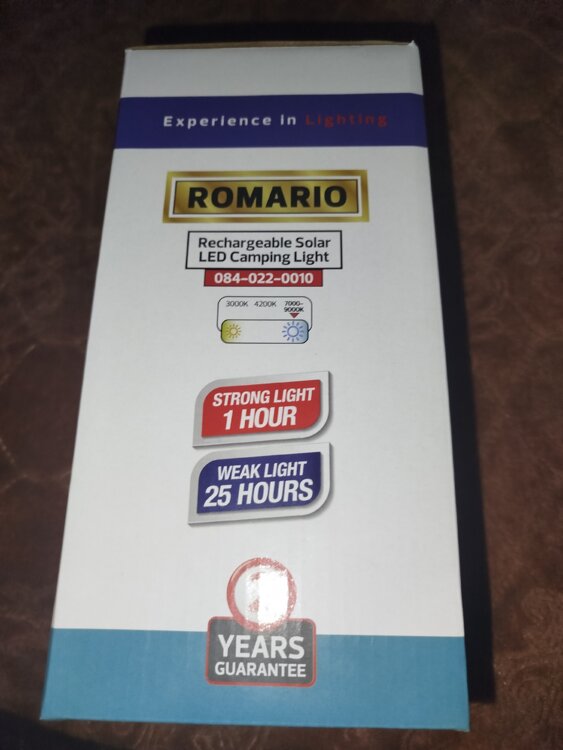 Experience in Lighting
ROMARIO
Rechargeable Solar
LED Camping Light
084-022-0010
3000K 4200K 7000-
9000K
STRONG LIGHT
1 HOUR
WEAK LIGHT
25 HOURS
YEARS
GUARANTEE